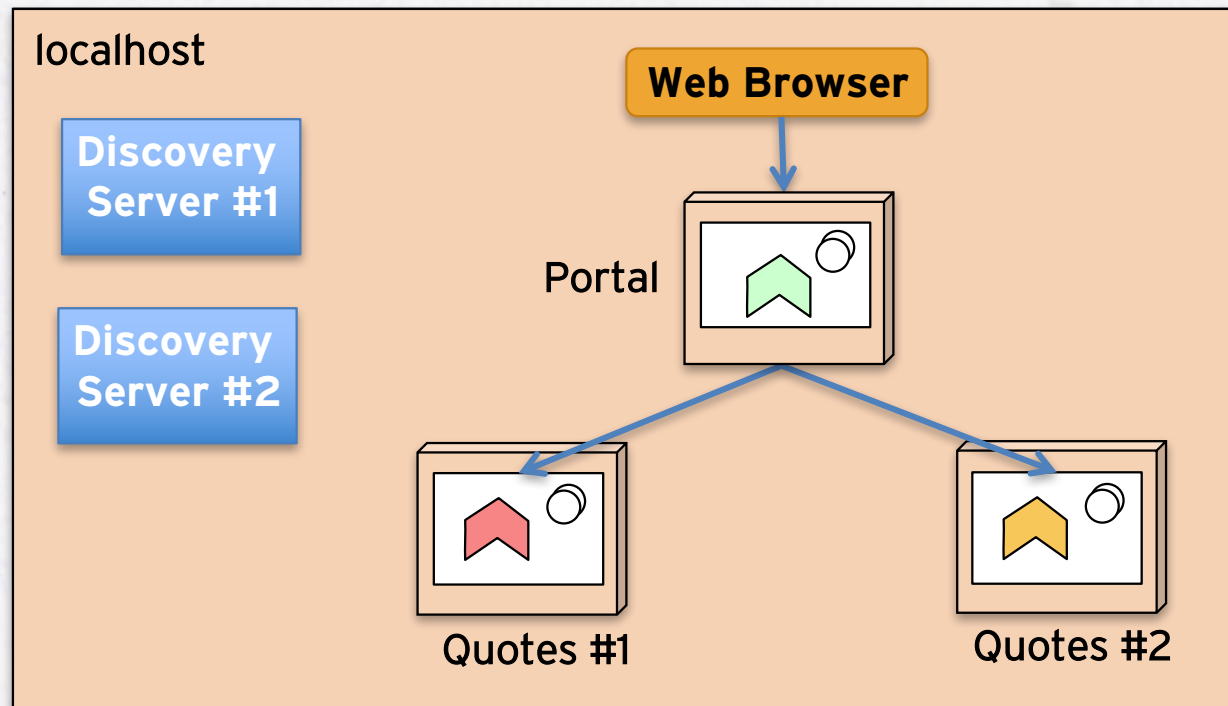 localhost
Web Browser
Discovery
Server #1
Portal
Discovery
Server #2
Quotes #1
Quotes #2